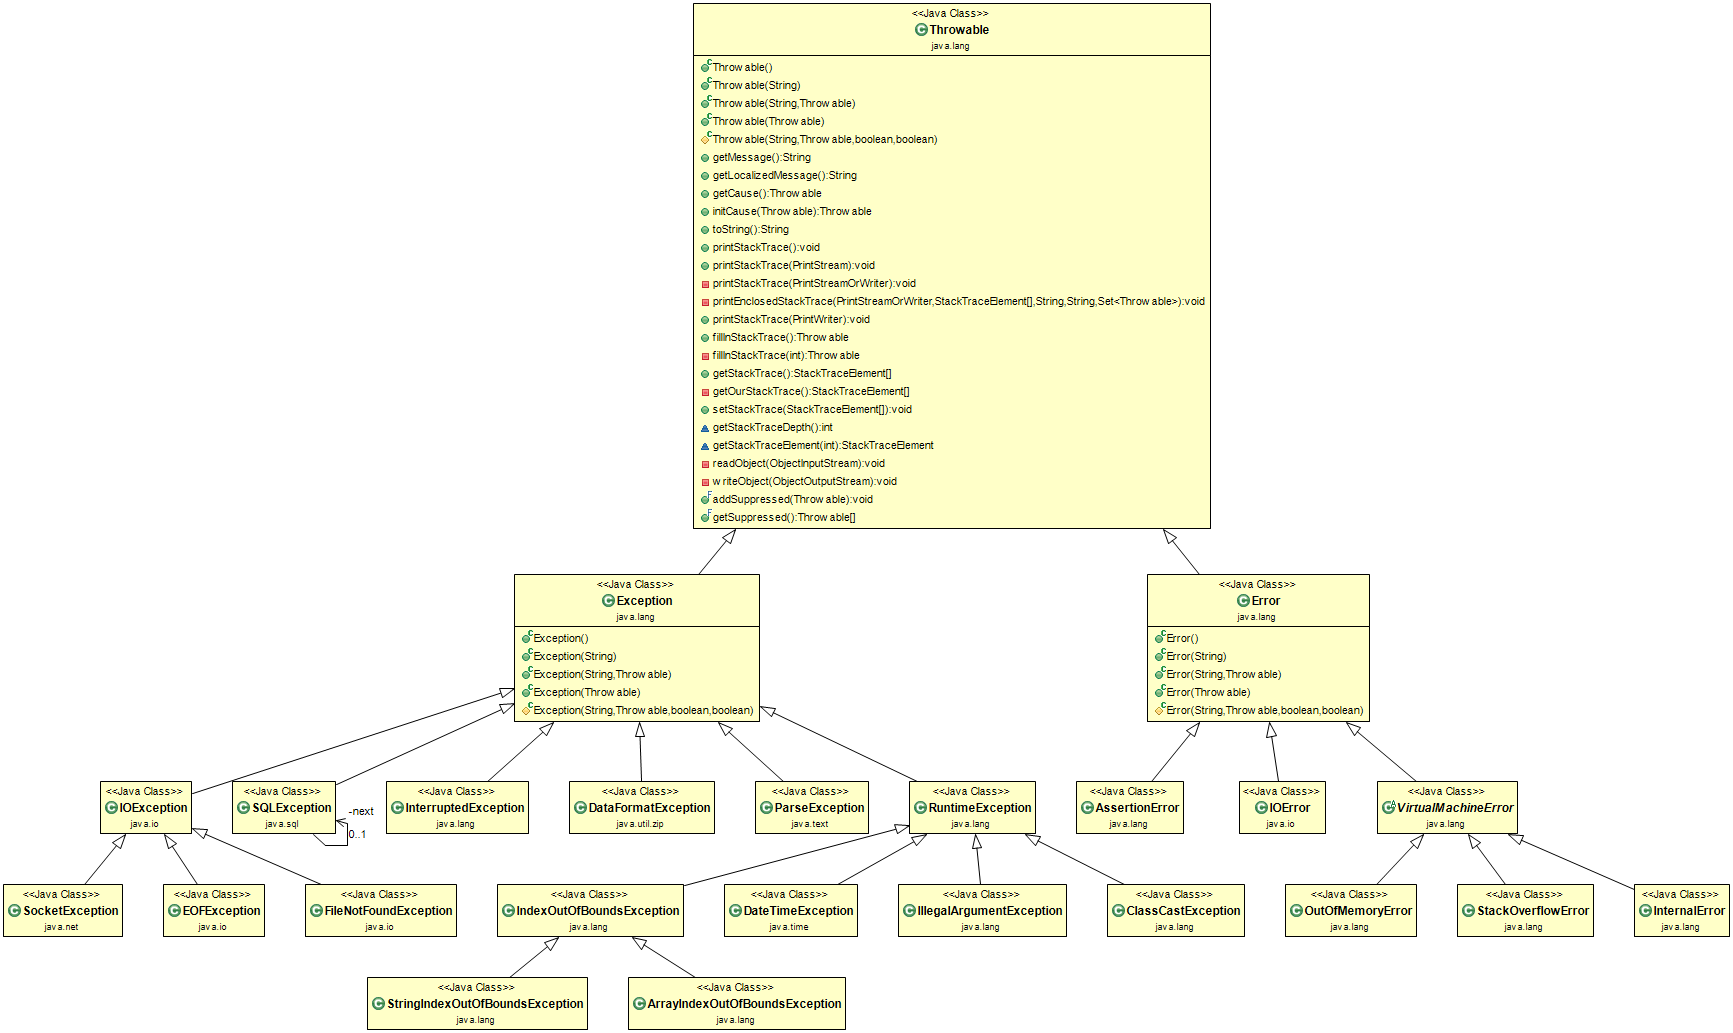 <<Java Class>>
Throwable
java.lang
Throwable()
Throwable(String)
Throwable(String,Throwable)
Throwable(Throwable)
Throwable(String,Throwable,boolean,boolean)
getMessage():String
getLocalizedMessage():String
getCause():Throwable
initCause(Throwable):Throwable
toString():String
printStackTrace():void
printStackTrace(PrintStream):void
printStackTrace(PrintStreamOrWriter):void
printEnclosedStackTrace(PrintStreamOrWriter,StackTraceElement[],String,String,Set<Throwable>):void
printStackTrace(PrintWriter):void
fillInStackTrace():Throwable
fillInStackTrace(int):Throwable
getStackTrace():StackTraceElement[]
getOurStackTrace():StackTraceElement[]
setStackTrace(StackTraceElement[]):void
getStackTraceDepth():int
getStackTraceElement(int):StackTraceElement
readObject(ObjectInputStream):void
writeObject(ObjectOutputStream):void
addSuppressed(Throwable):void
getSuppressed():Throwable[]
<<Java Class>>
Exception
java.lang
Exception()
Exception(String)
Exception(String,Throwable)
Exception(Throwable)
Exception(String,Throwable,boolean,boolean)
<<Java Class>>
Error
java.lang
Error()
Error(String)
Error(String,Throwable)
Error(Throwable)
Error(String,Throwable,boolean,boolean)
<<Java Class>>
IOException
java.io
<<Java Class>>
SQLException
java.sql
-next
0..1
<<Java Class>>
InterruptedException
java.lang
<<Java Class>>
DataFormatException
java.util.zip
<<Java Class>>
ParseException
java.text
<<Java Class>>
RuntimeException
java.lang
<<Java Class>>
AssertionError
java.lang
<<Java Class>>
IOError
java.io
<<Java Class>>
VirtualMachineError
java.lang
<<Java Class>>
SocketException
java.net
<<Java Class>>
EOFException
java.io
<<Java Class>>
FileNotFoundException
java.io
<<Java Class>>
IndexOutOfBoundsException
java.lang
<<Java Class>>
DateTimeException
java.time
<<Java Class>>
IllegalArgumentException
java.lang
<<Java Class>>
ClassCastException
java.lang
<<Java Class>>
OutOfMemoryError
java.lang
<<Java Class>>
StackOverflowError
java.lang
<<Java Class>>
InternalError
java.lang
<<Java Class>>
StringIndexOutOfBoundsException
java.lang
<<Java Class>>
ArrayIndexOutOfBoundsException
java.lang